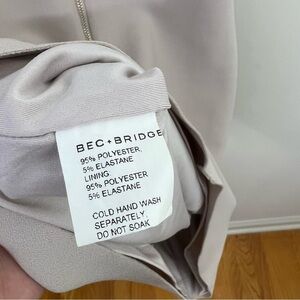 BEC + BRIDGE
95% POLYESTER
5% ELASTANE
LINING
95% POLYESTER
5% ELASTANE
COLD HAND WASH
SEPARATELY
DO NOT SOAK